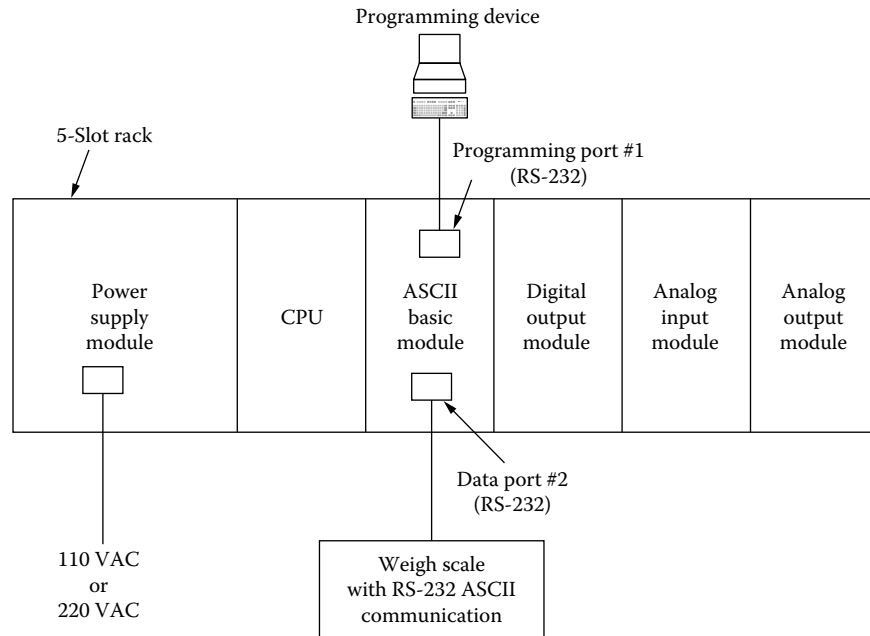 Programming device
5-Slot rack
Programming port #1
(RS-232)
Power
supply
module
CPU
ASCII
basic
module
Digital
output
module
Analog
input
module
Analog
output
module
Data port #2
(RS-232)
110 VAC
or
220 VAC
Weigh scale
with RS-232 ASCII
communication